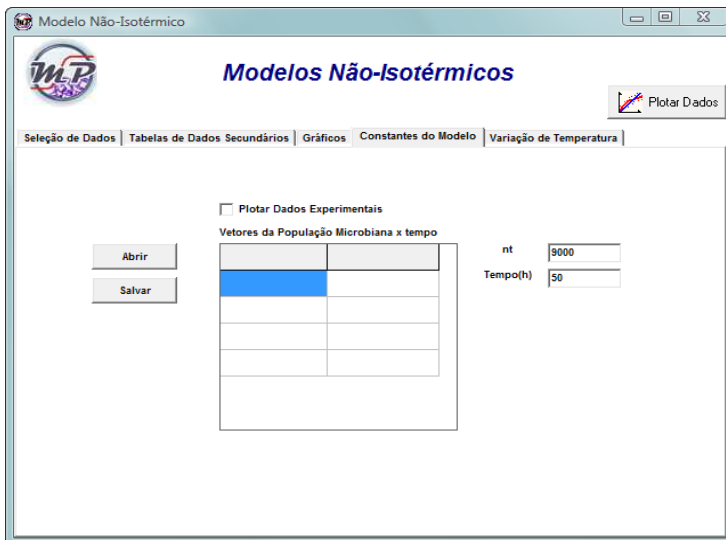 Modelo Não-Isotérmico
MP
Modelos Não-Isotérmicos
Plotar Dados
Seleção de Dados Tabelas de Dados Secundários Gráficos Constantes do Modelo Variação de Temperatura
Plotar Dados Experimentais
Vetores da População Microbiana x tempo
Abrir
Salvar
nt 9000
Tempo(h) 50